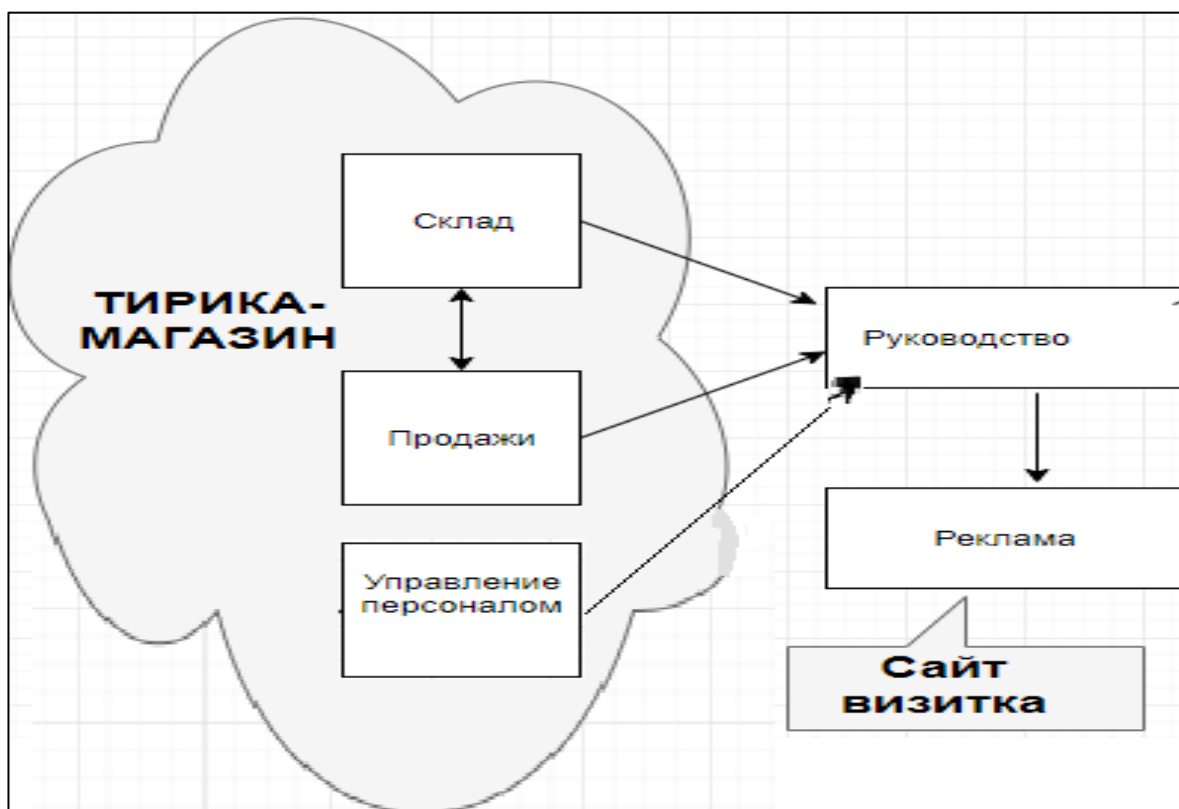 Склад
ТИРИКА-
МАГАЗИН
Руководство
Продажи
Реклама
Управление
персоналом
Сайт
визитка